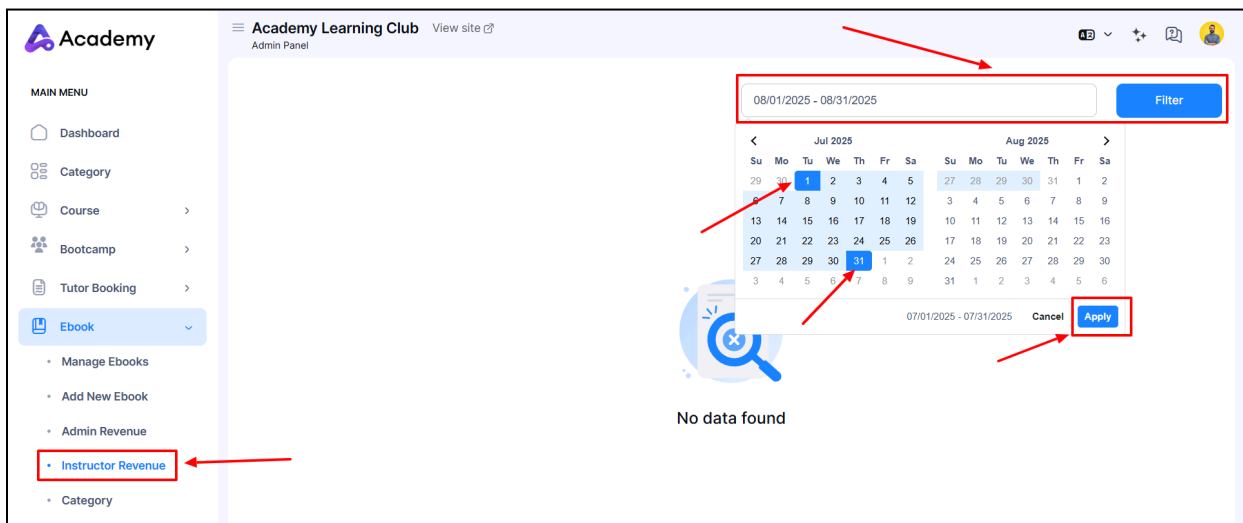 Academy
Academy Learning Club View site
Admin Panel
MAIN MENU
Dashboard
Category
Course
Bootcamp
Tutor Booking
Ebook
Manage Ebooks
Add New Ebook
Admin Revenue
Instructor Revenue
Category
08/01/2025 - 08/31/2025 Filter
Jul 2025 Aug 2025
Su Mo Tu We Th Fr Sa Su Mo Tu We Th Fr Sa
29 30 1 2 3 4 5 27 28 29 30 31 1 2
6 7 8 9 10 11 12 3 4 5 6 7 8 9
13 14 15 16 17 18 19 10 11 12 13 14 15 16
20 21 22 23 24 25 26 17 18 19 20 21 22 23
27 28 29 30 31 1 2 24 25 26 27 28 29 30
3 4 5 6 7 8 9 31 1 2 3 4 5 6
07/01/2025 - 07/31/2025 Cancel Apply
No data found